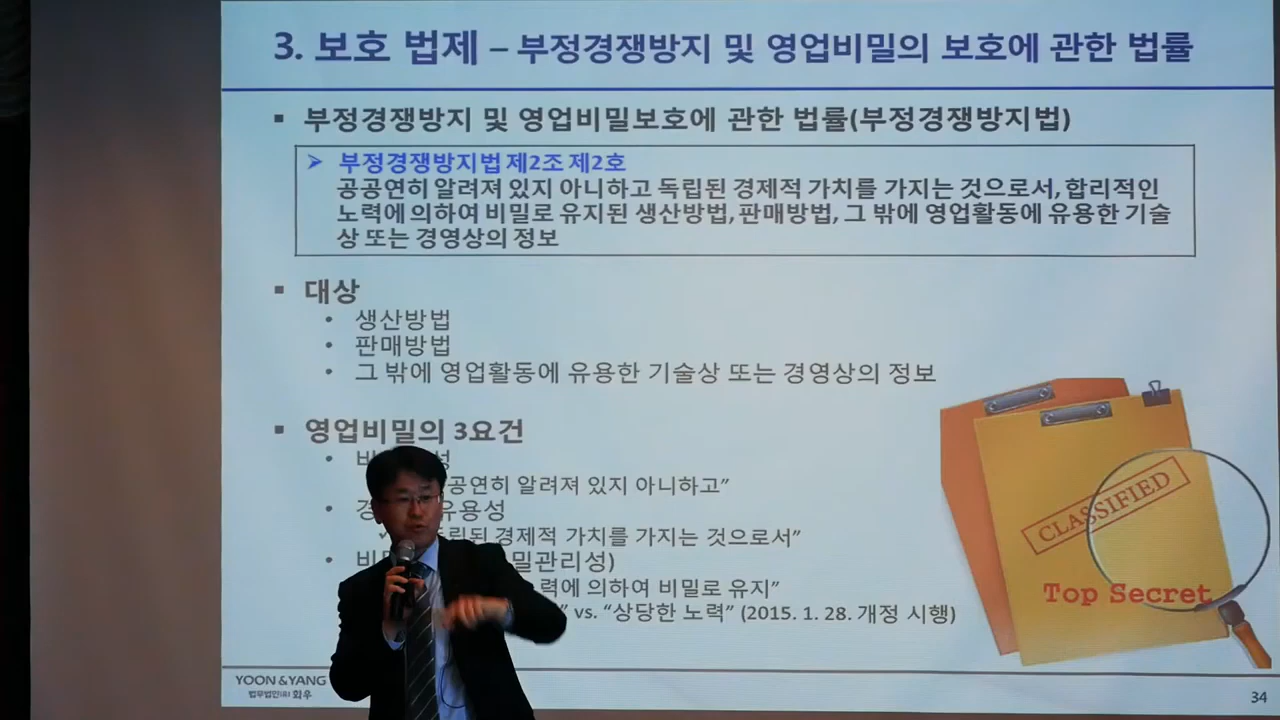 3. 보호 법제 – 부정경쟁방지 및 영업비밀의 보호에 관한 법률
▪ 부정경쟁방지 및 영업비밀보호에 관한 법률(부정경쟁방지법)
➢ 부정경쟁방지법 제2조 제2호
공공연히 알려져 있지 아니하고 독립된 경제적 가치를 가지는 것으로서, 합리적인
노력에 의하여 비밀로 유지된 생산방법, 판매방법, 그 밖에 영업활동에 유용한 기술
상 또는 경영상의 정보
▪ 대상
• 생산방법
• 판매방법
• 그 밖에 영업활동에 유용한 기술상 또는 경영상의 정보
▪ 영업비밀의 3요건
• 성
공연히 알려져 있지 아니하고”
• 유용성
경제적 가치를 가지는 것으로서”
• 밀관리성)
력에 의하여 비밀로 유지”
” vs. “상당한 노력” (2015. 1. 28. 개정 시행)
CLASSIFIED
Top Secret
YOON & YANG
법무법인(유) 화우
34